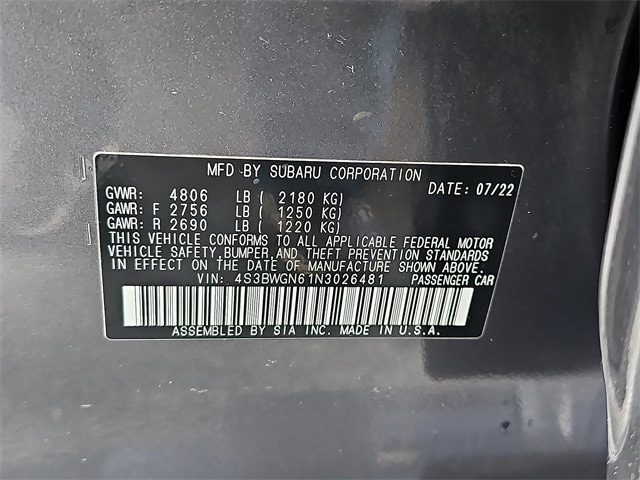 MFD BY SUBARU CORPORATION
DATE: 07/22
GVWR: 4806 LB ( 2180 KG)
GAWR: F 2756 LB ( 1250 KG)
GAWR: R 2690 LB ( 1220 KG)
THIS VEHICLE CONFORMS TO ALL APPLICABLE FEDERAL MOTOR
VEHICLE SAFETY, BUMPER, AND THEFT PREVENTION STANDARDS
IN EFFECT ON THE DATE OF MANUFACTURE SHOWN ABOVE.
VIN: 4S3BWGN61N3026481 PASSENGER CAR
ASSEMBLED BY SIA INC. MADE IN U.S.A.